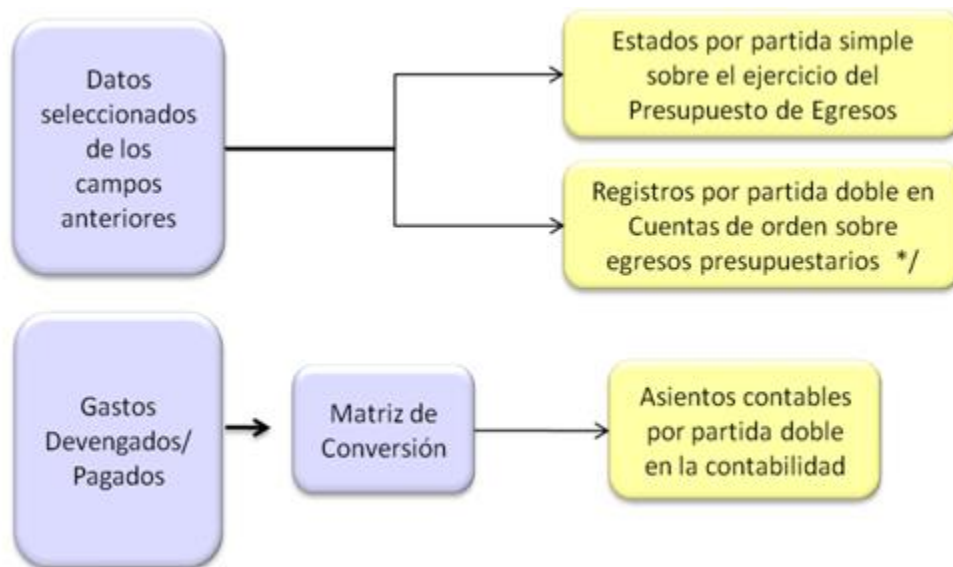 Datos
seleccionados
de los
campos
anteriores
Estados por partida simple
sobre el ejercicio del
Presupuesto de Egresos
Registros por partida doble en
Cuentas de orden sobre
egresos presupuestarios */
Gastos
Devengados/
Pagados
Matriz de
Conversión
Asientos contables
por partida doble
en la contabilidad